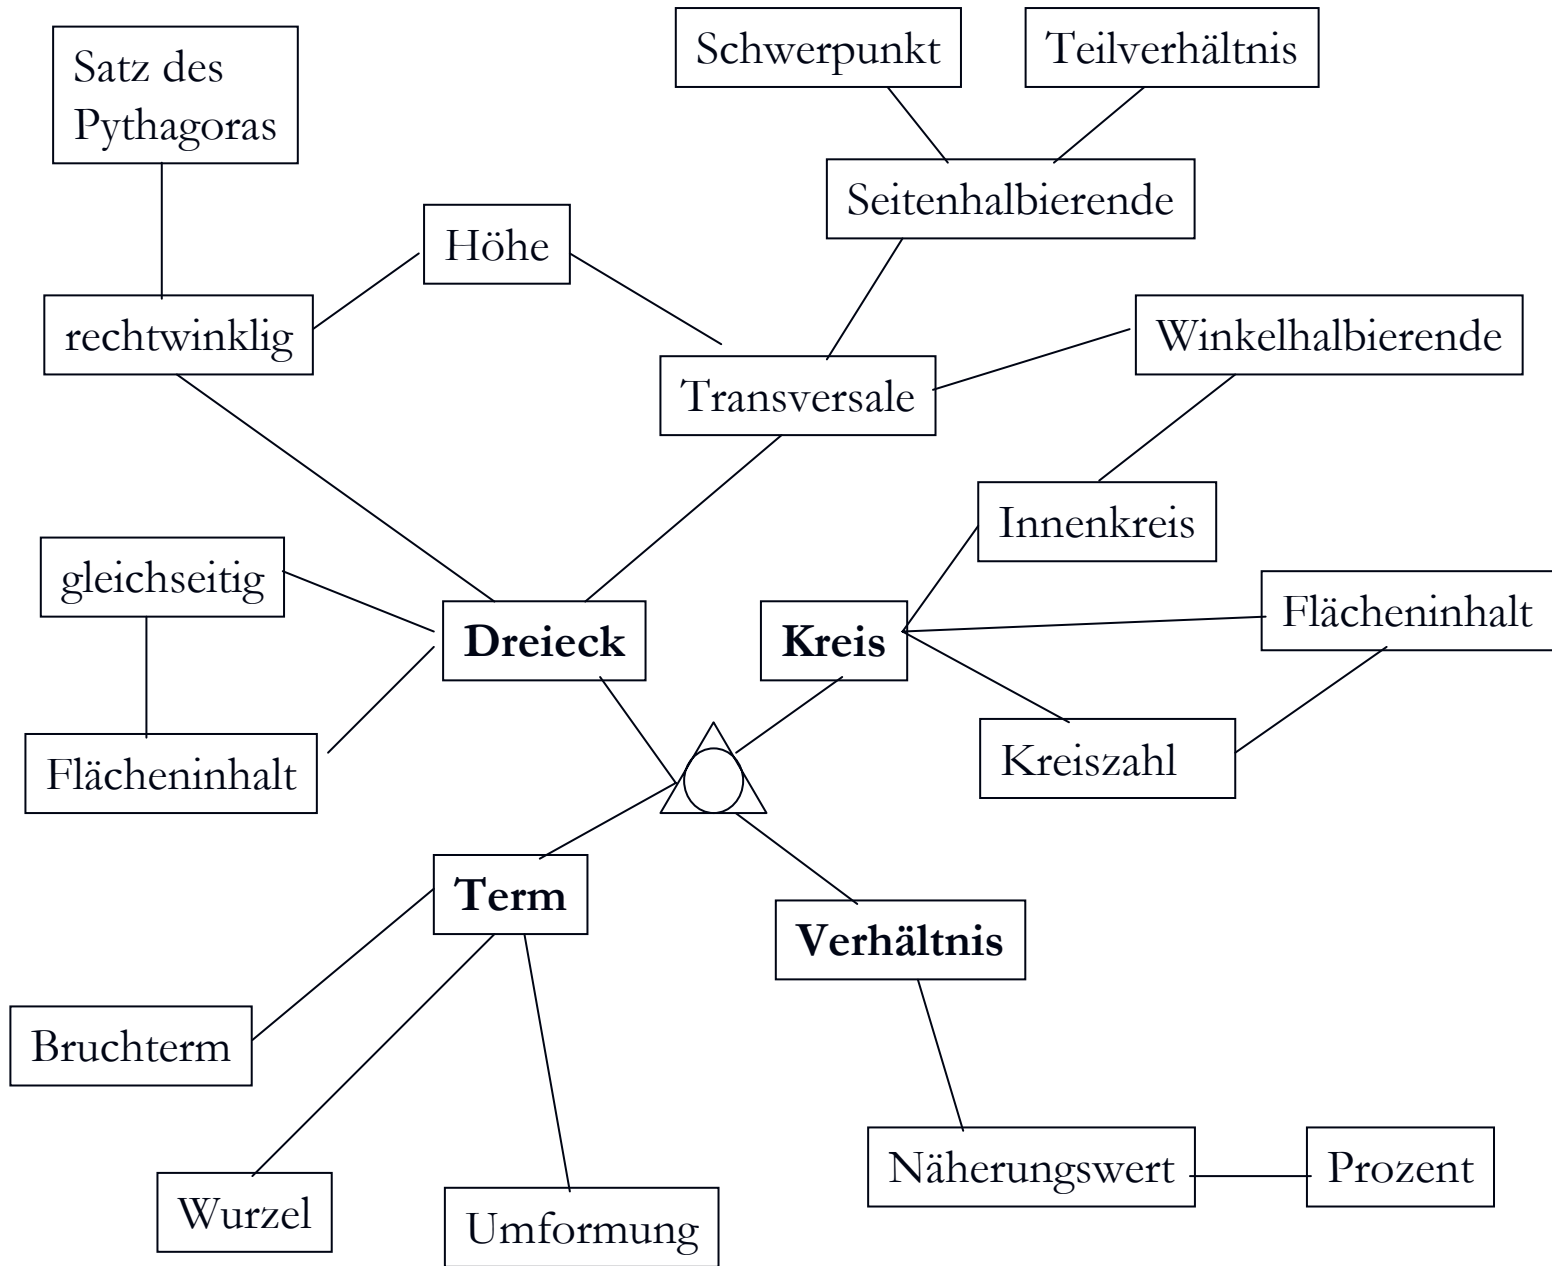 Schwerpunkt
Teilverhältnis
Satz des
Pythagoras
Seitenhalbierende
Höhe
rechtwinklig
Winkelhalbierende
Transversale
Innenkreis
gleichseitig
Flächeninhalt
Dreieck
Kreis
Flächeninhalt
Kreiszahl
Term
Verhältnis
Bruchterm
Näherungswert
Prozent
Wurzel
Umformung